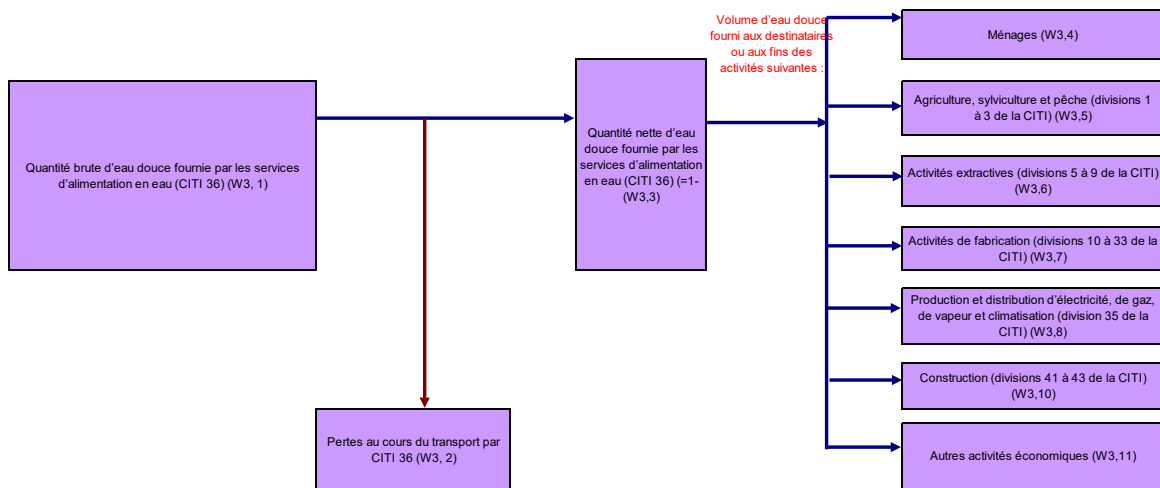 Volume d'eau douce
fourni aux destinataires
ou aux fins des
activités suivantes :
Ménages (W3,4)
Quantité brute d'eau douce fournie par les services
d'alimentation en eau (CITI 36) (W3, 1)
Quantité nette d'eau
douce fournie par les
services d'alimentation
en eau (CITI 36) (=1-
(W3,3)
Agriculture, sylviculture et pêche (divisions 1
à 3 de la CITI) (W3,5)
Activités extractives (divisions 5 à 9 de la CITI)
(W3,6)
Activités de fabrication (divisions 10 à 33 de la
CITI) (W3,7)
Production et distribution d'électricité, de gaz,
de vapeur et climatisation (division 35 de la
CITI) (W3,8)
Construction (divisions 41 à 43 de la CITI)
(W3,10)
Autres activités économiques (W3,11)
Pertes au cours du transport par
CITI 36 (W3, 2)